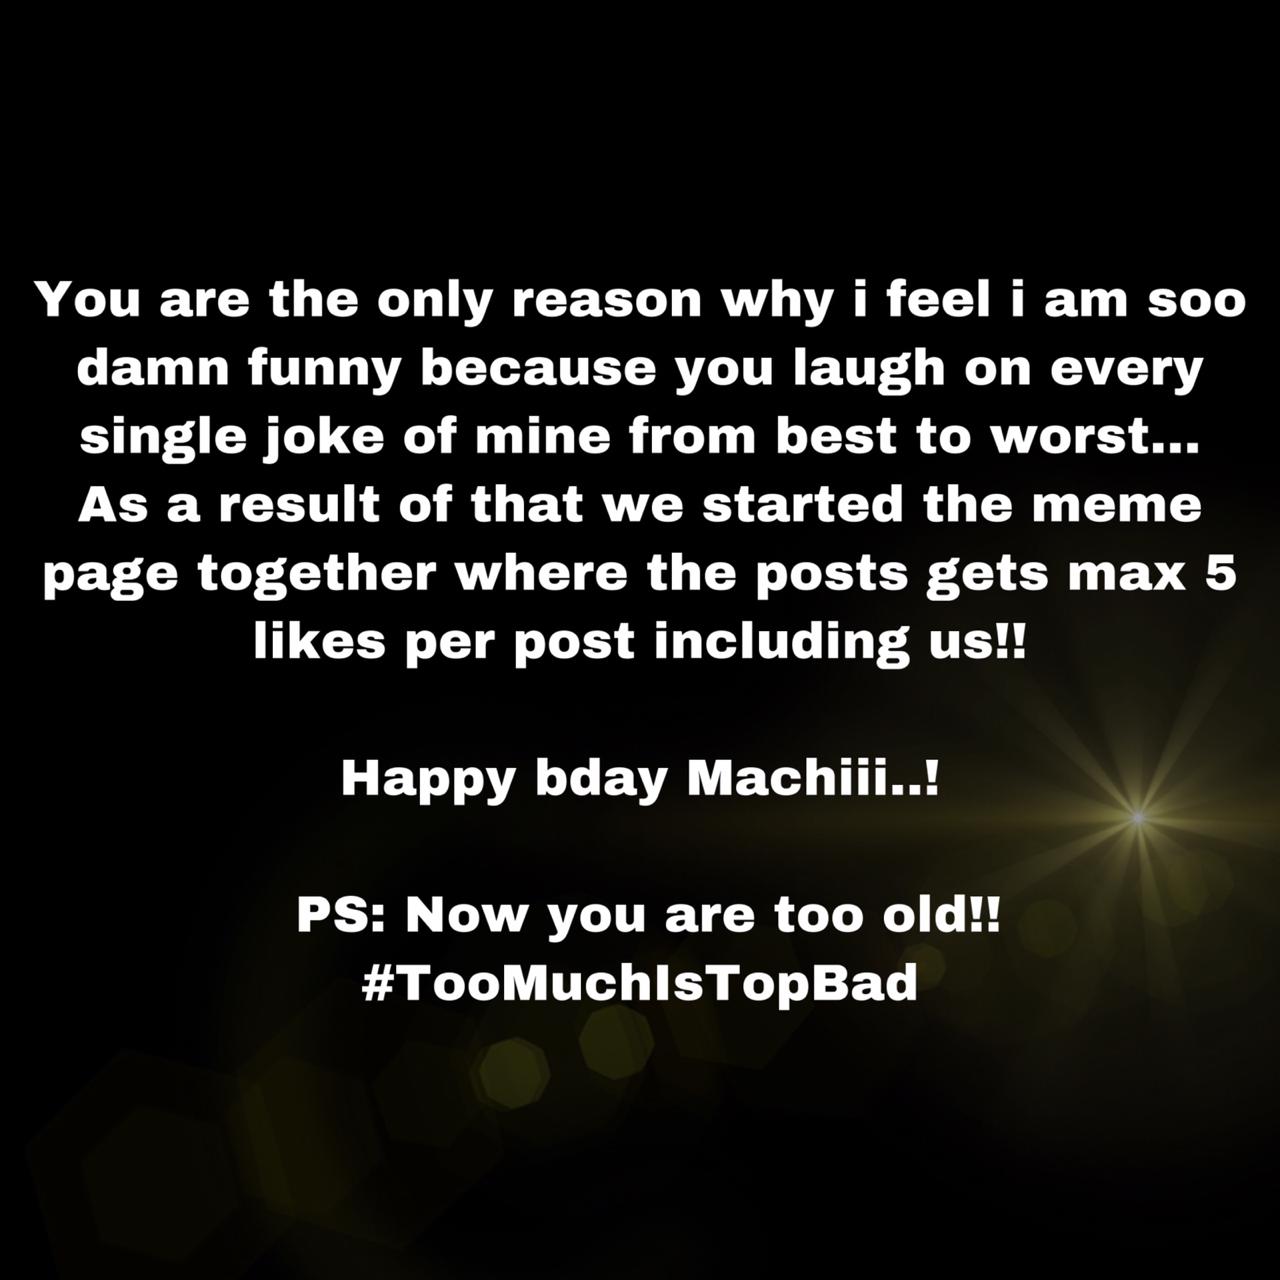 You are the only reason why i feel i am soo
damn funny because you laugh on every
single joke of mine from best to worst...
As a result of that we started the meme
page together where the posts gets max 5
likes per post including us!!
Happy bday Machiii..!
PS: Now you are too old!!
#TooMuchIsTopBad